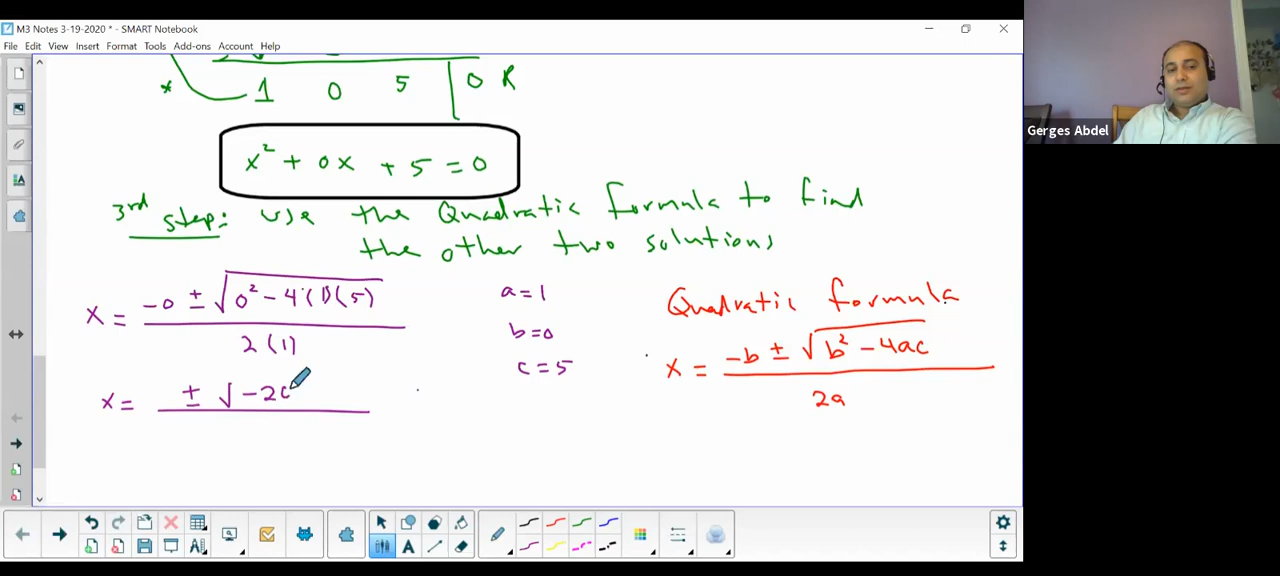 M3 Notes 3-19-2020 * - SMART Notebook
File Edit View Insert Format Tools Add-ons Account Help
* 1 0 5 0 R
x² + 0x + 5 = 0
3rd step: use the Quadratic formula to find
the other two solutions
x = -0 ± √0² - 4(1)(5)
2(1)
a=1
b=0
c=5
Quadratic formula
x = -b ± √b² - 4ac
2a
x = ± √-20
Gerges Abdel